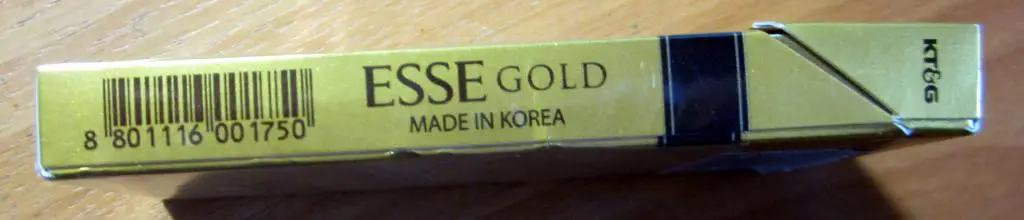 ESSE GOLD
MADE IN KOREA
8 801116 001750
KT&G